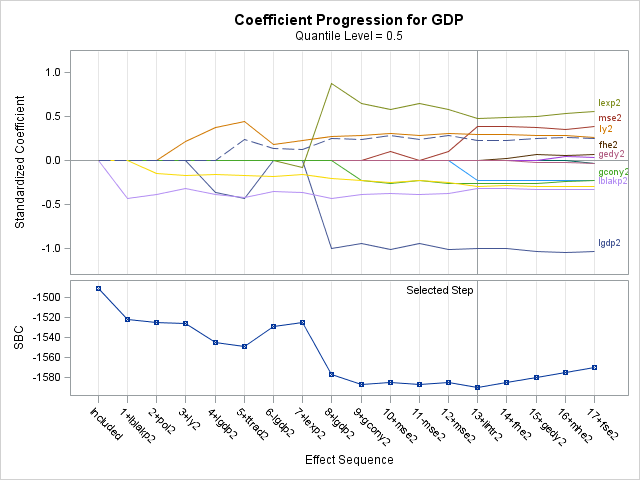 Coefficient Progression for GDP
Quantile Level = 0.5
Standardized Coefficient
1.0
0.5
0.0
-0.5
-1.0
lexp2
mse2
ly2
fhe2
gedy2
gcony2
lblakp2
lgdp2
SBC
-1500
-1520
-1540
-1560
-1580
Selected Step
Included
1+lblakp2
2+pol2
3+ly2
4+lgdp2
5+ttrad2
6-lgdp2
7+lexp2
8+lgdp2
9+gcony2
10+mse2
11-mse2
12+mse2
13+lintr2
14+fhe2
15+gedy2
16+mhe2
17+fse2
Effect Sequence